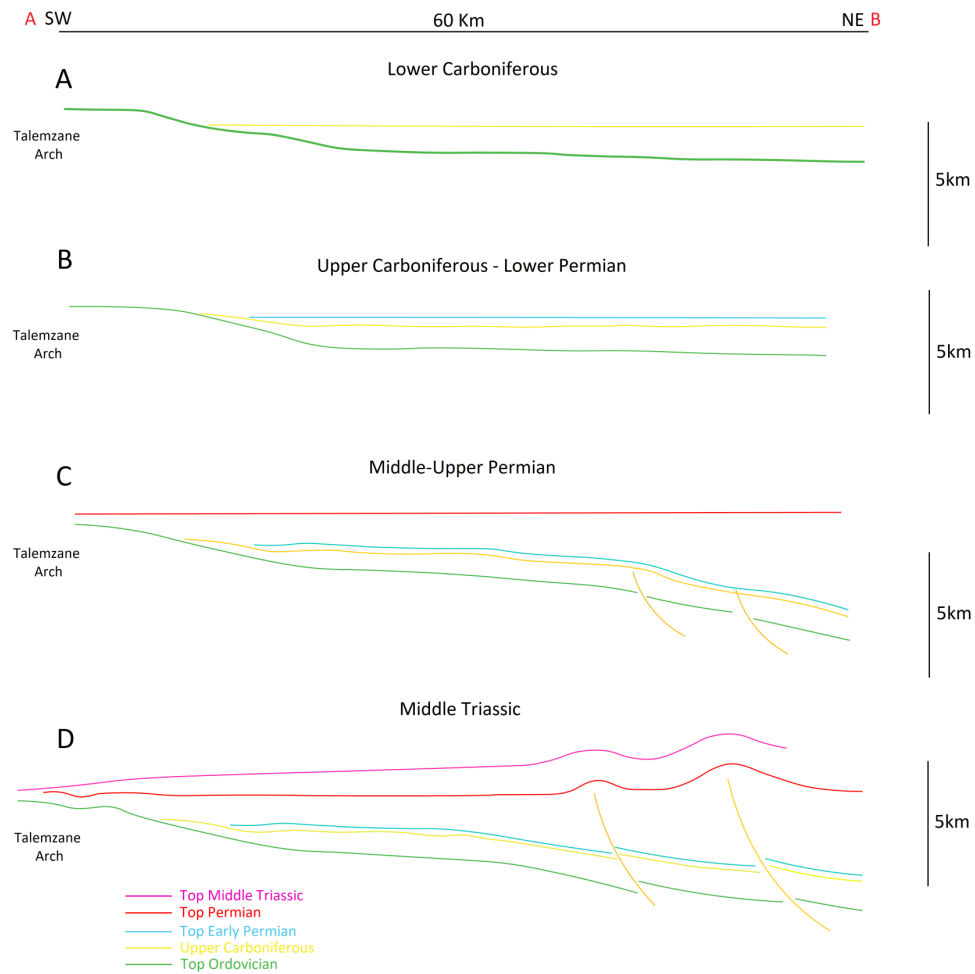 A SW 60 Km NE B
A
Lower Carboniferous
Talemzane
Arch
5km
B
Upper Carboniferous - Lower Permian
Talemzane
Arch
5km
C
Middle-Upper Permian
Talemzane
Arch
5km
D
Middle Triassic
Talemzane
Arch
5km
Top Middle Triassic
Top Permian
Top Early Permian
Upper Carboniferous
Top Ordovician